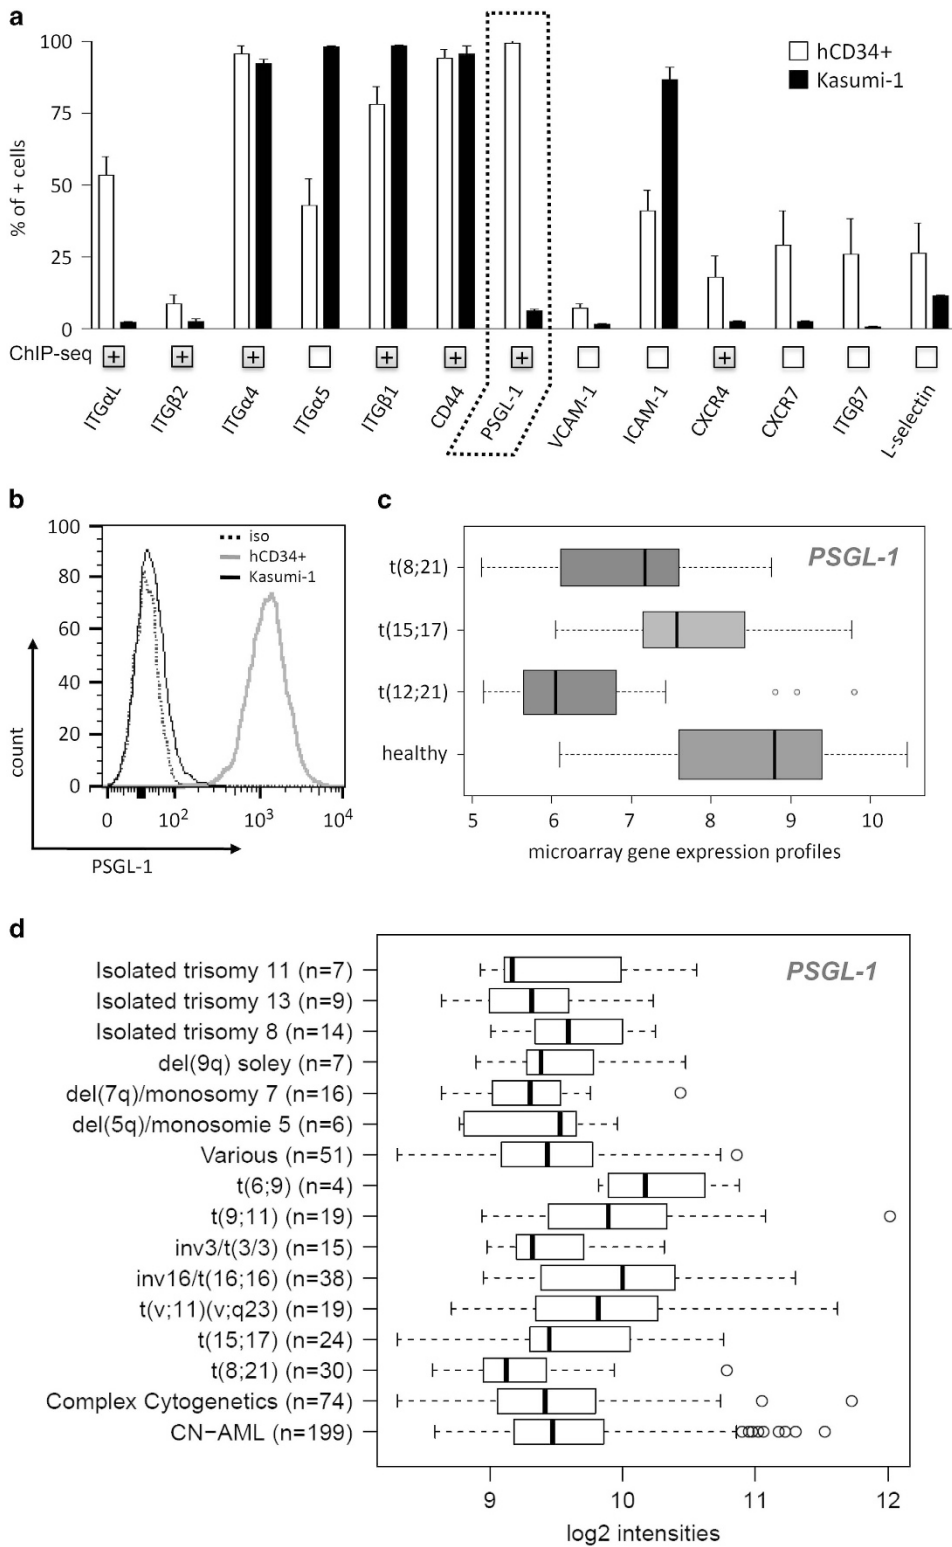 a
100
75
50
25
0
% of + cells
hCD34+
Kasumi-1
ChIP-seq
+ + + + + + +
ITGαL ITGβ2 ITGα4 ITGα5 ITGβ1 CD44 PSGL-1 VCAM-1 ICAM-1 CXCR4 CXCR7 ITGβ7 L-selectin
b
100
80
60
40
20
0
count
iso
hCD34+
Kasumi-1
0 10² 10³ 10⁴
PSGL-1
c
PSGL-1
t(8;21)
t(15;17)
t(12;21)
healthy
5 6 7 8 9 10
microarray gene expression profiles
d
PSGL-1
Isolated trisomy 11 (n=7)
Isolated trisomy 13 (n=9)
Isolated trisomy 8 (n=14)
del(9q) soley (n=7)
del(7q)/monosomy 7 (n=16)
del(5q)/monosomie 5 (n=6)
Various (n=51)
t(6;9) (n=4)
t(9;11) (n=19)
inv3/t(3/3) (n=15)
inv16/t(16;16) (n=38)
t(v;11)(v;q23) (n=19)
t(15;17) (n=24)
t(8;21) (n=30)
Complex Cytogenetics (n=74)
CN−AML (n=199)
9 10 11 12
log2 intensities